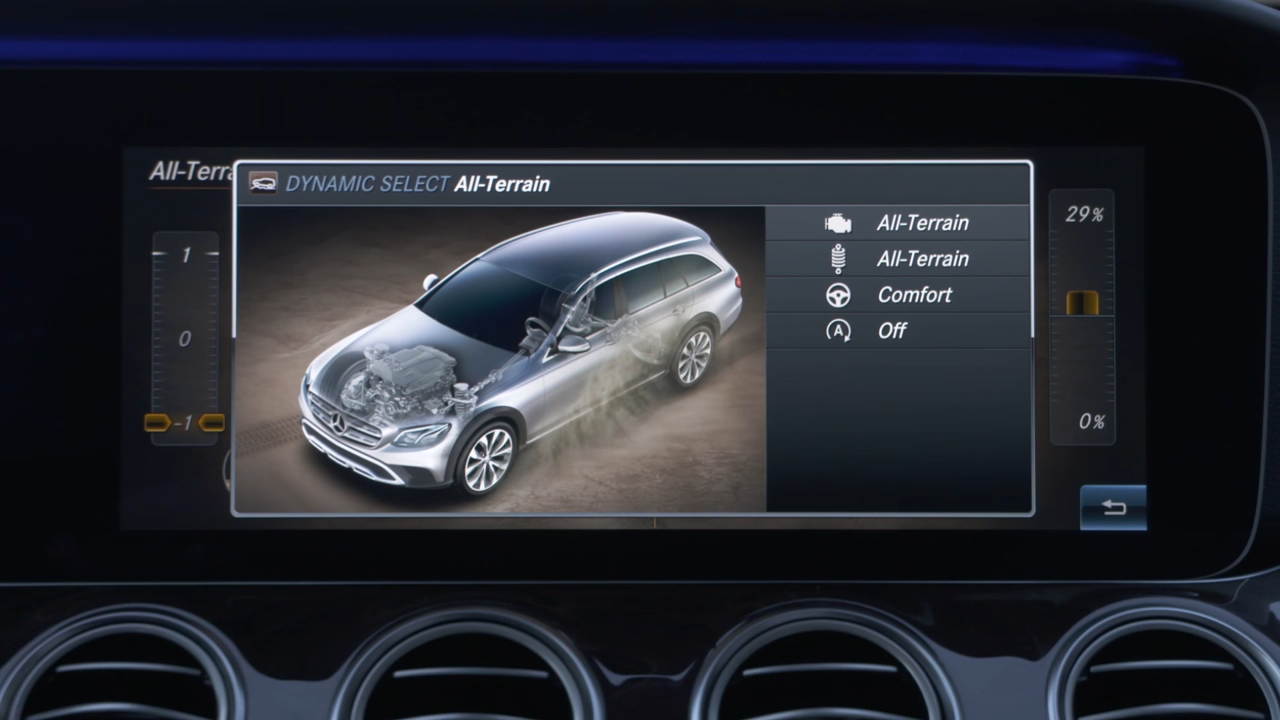 All-Terra
DYNAMIC SELECT All-Terrain
1
0
-1
All-Terrain
All-Terrain
Comfort
A Off
29%
0%